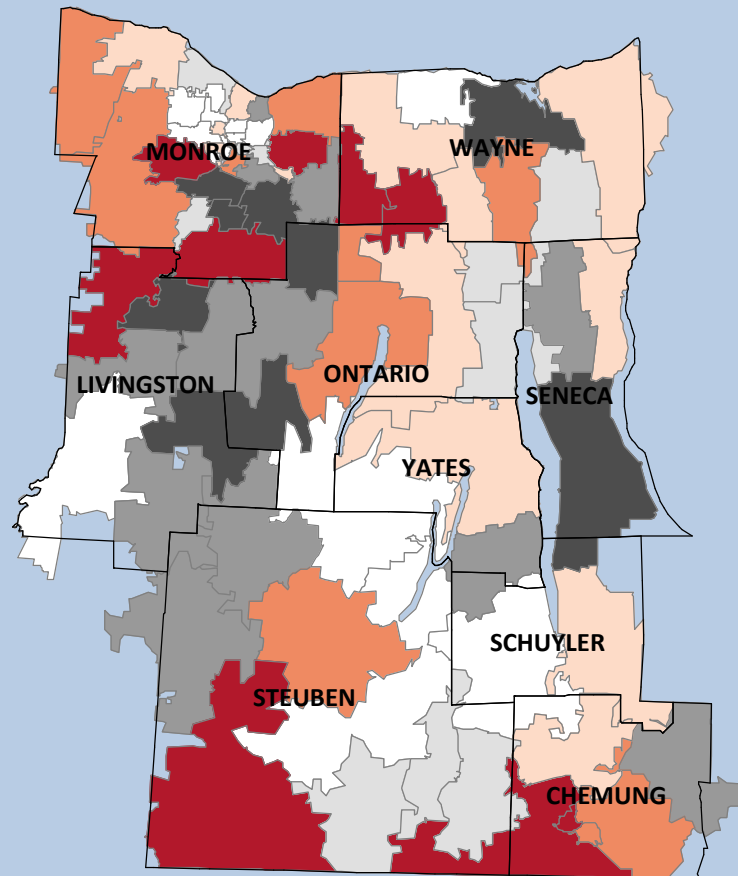 MONROE
WAYNE
ONTARIO
LIVINGSTON
SENECA
YATES
SCHUYLER
STEUBEN
CHEMUNG